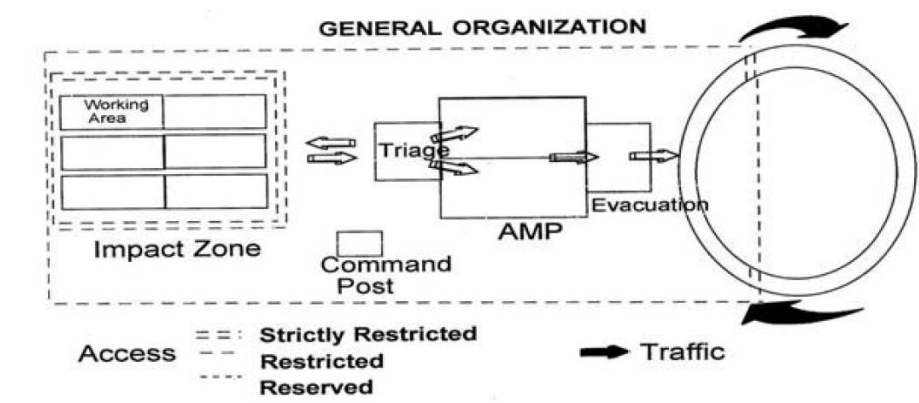 GENERAL ORGANIZATION
Working
Area
Triage
Evacuation
AMP
Impact Zone
Command
Post
Access
Strictly Restricted
Restricted
Reserved
Traffic